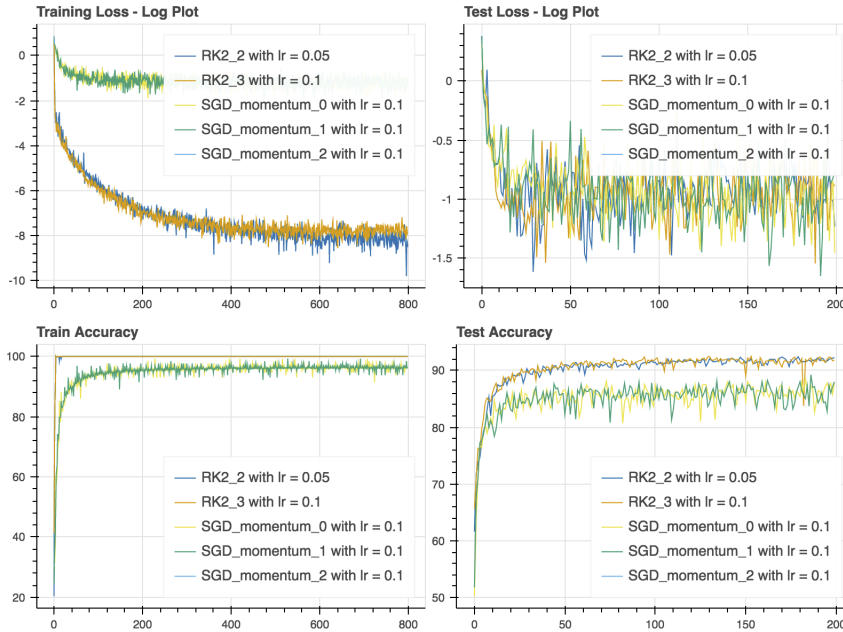 Training Loss - Log Plot
0
-2
-4
-6
-8
-10
0
200
400
600
800
RK2_2 with lr = 0.05
RK2_3 with lr = 0.1
SGD_momentum_0 with lr = 0.1
SGD_momentum_1 with lr = 0.1
SGD_momentum_2 with lr = 0.1
Test Loss - Log Plot
0
-0.5
-1
-1.5
0
50
100
150
200
RK2_2 with lr = 0.05
RK2_3 with lr = 0.1
SGD_momentum_0 with lr = 0.1
SGD_momentum_1 with lr = 0.1
SGD_momentum_2 with lr = 0.1
Train Accuracy
100
80
60
40
20
0
200
400
600
800
RK2_2 with lr = 0.05
RK2_3 with lr = 0.1
SGD_momentum_0 with lr = 0.1
SGD_momentum_1 with lr = 0.1
SGD_momentum_2 with lr = 0.1
Test Accuracy
90
80
70
60
50
0
50
100
150
200
RK2_2 with lr = 0.05
RK2_3 with lr = 0.1
SGD_momentum_0 with lr = 0.1
SGD_momentum_1 with lr = 0.1
SGD_momentum_2 with lr = 0.1